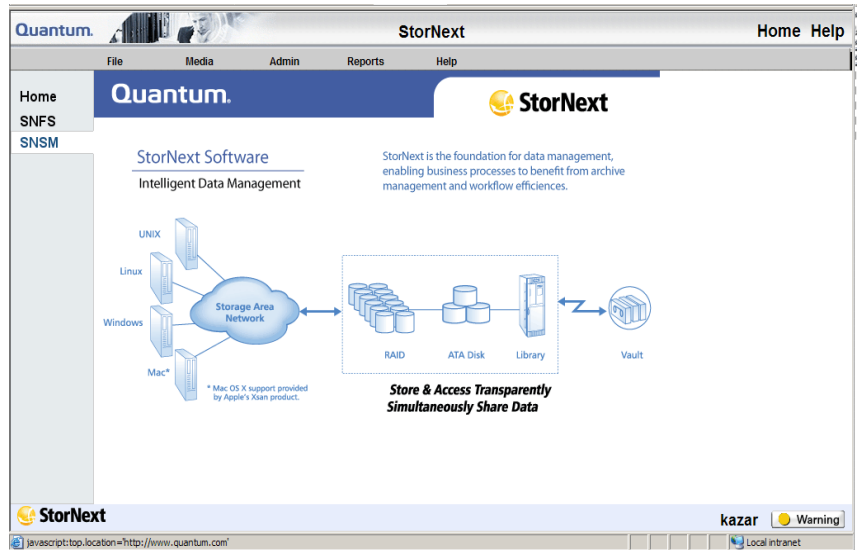 Quantum.
StorNext
Home Help
File Media Admin Reports Help
Home
SNFS
SNSM
Quantum.
StorNext
StorNext Software
Intelligent Data Management
StorNext is the foundation for data management,
enabling business processes to benefit from archive
management and workflow efficiences.
UNIX
Linux
Windows
Mac*
Storage Area
Network
* Mac OS X support provided
by Apple's Xsan product.
RAID
ATA Disk
Library
Vault
Store & Access Transparently
Simultaneously Share Data
StorNext
kazar
Warning
javascript:top.location='http://www.quantum.com'
Local intranet